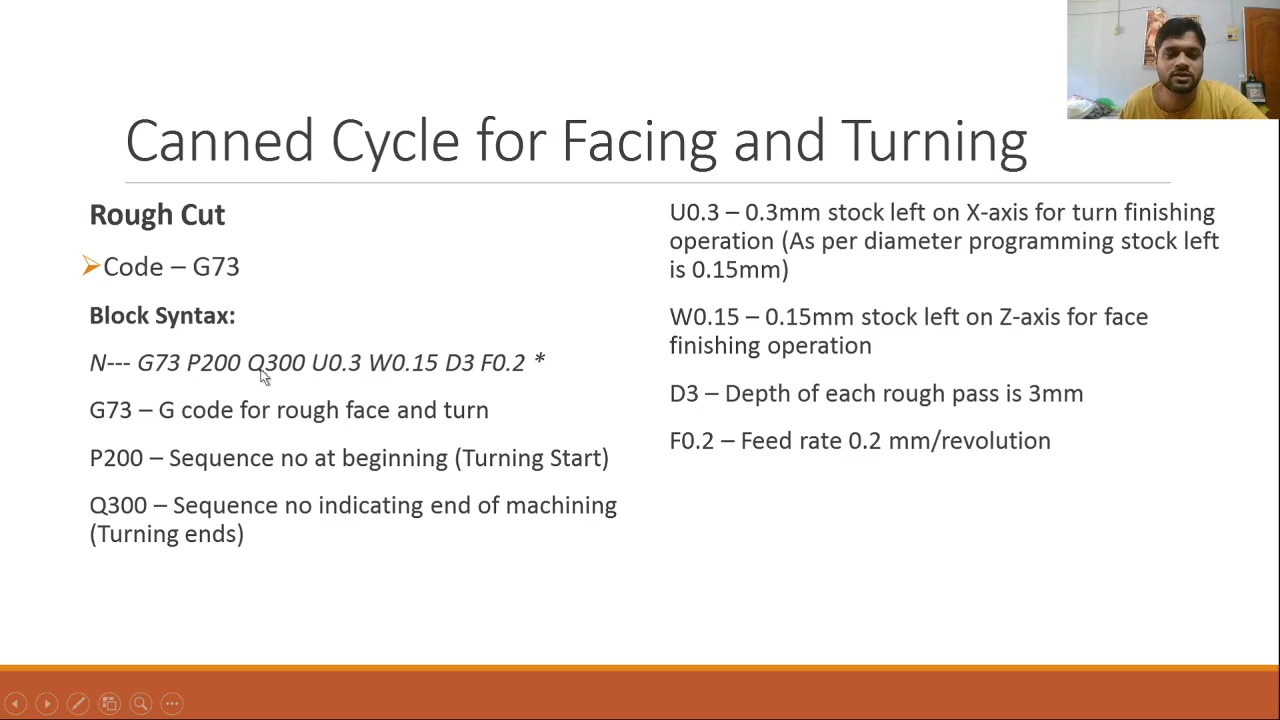 Canned Cycle for Facing and Turning
Rough Cut
Code – G73
Block Syntax:
N--- G73 P200 Q300 U0.3 W0.15 D3 F0.2 *
G73 – G code for rough face and turn
P200 – Sequence no at beginning (Turning Start)
Q300 – Sequence no indicating end of machining
(Turning ends)
U0.3 – 0.3mm stock left on X-axis for turn finishing
operation (As per diameter programming stock left
is 0.15mm)
W0.15 – 0.15mm stock left on Z-axis for face
finishing operation
D3 – Depth of each rough pass is 3mm
F0.2 – Feed rate 0.2 mm/revolution